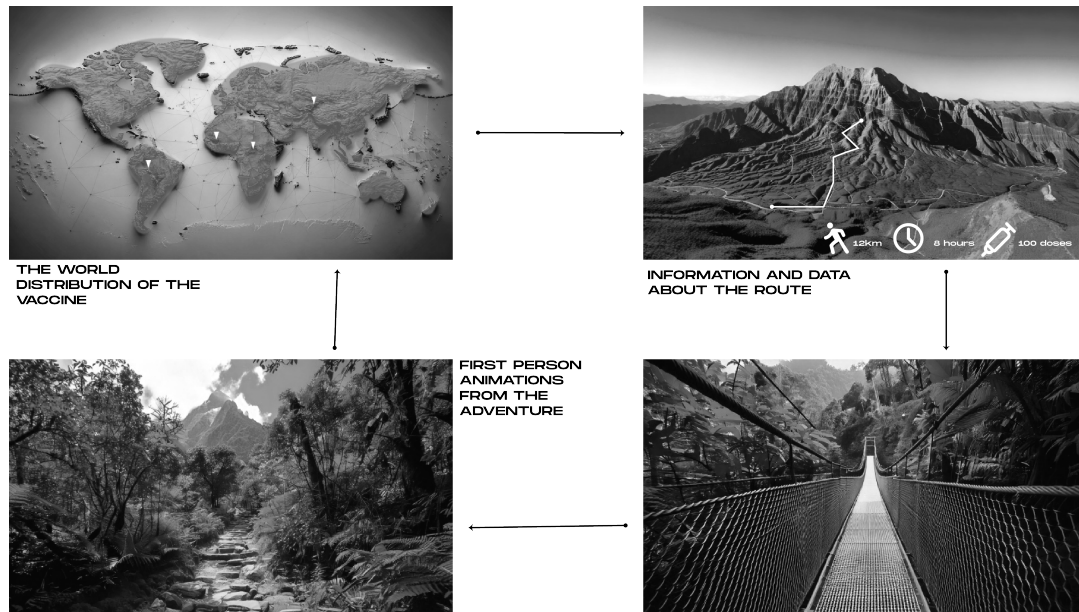 12km
8 hours
100 doses
THE WORLD
DISTRIBUTION OF THE
VACCINE
INFORMATION AND DATA
ABOUT THE ROUTE
FIRST PERSON
ANIMATIONS
FROM THE
ADVENTURE